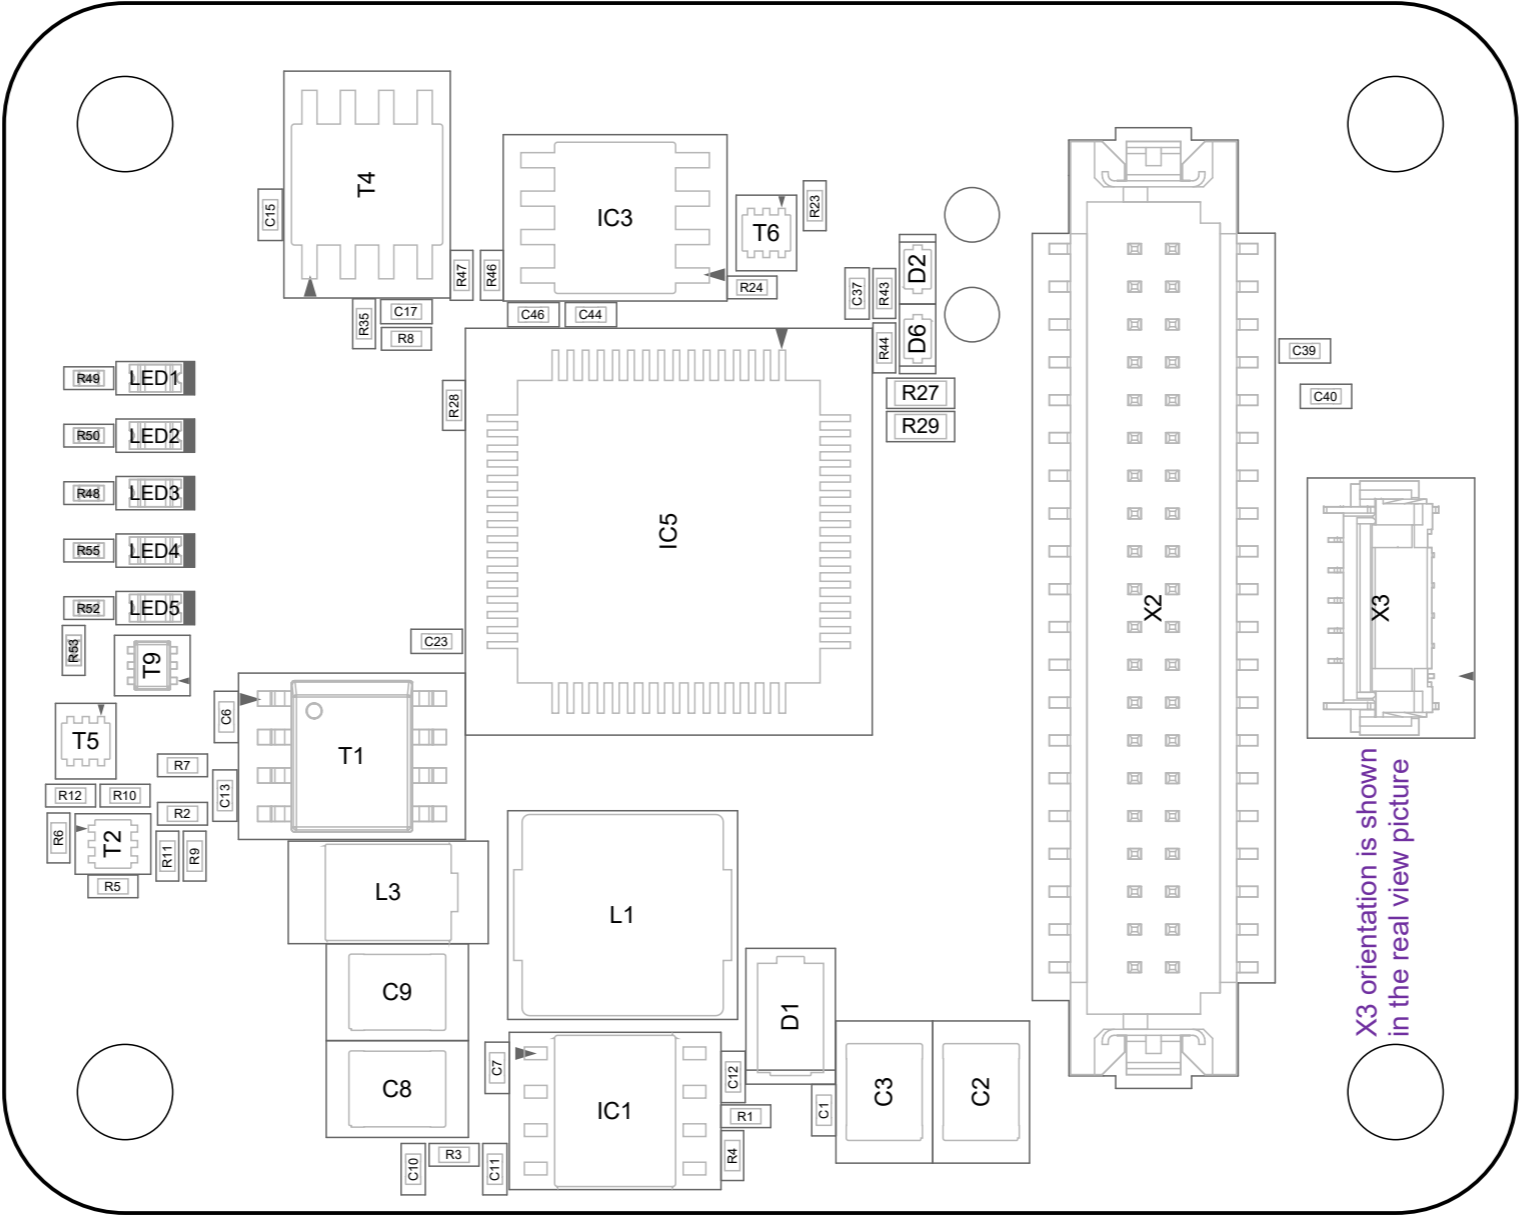 T4
C15
IC3
T6
R23
R47
R46
R24
D2
C37
R43
R35
C17
C46
C44
R8
D6
R44
C39
R49
LED1
R27
C40
R28
R29
R50
LED2
R48
LED3
IC5
R55
LED4
R52
LED5
X2
X3
R53
T9
C23
C6
T5
T1
R7
R12
R10
C13
R2
R6
T2
R11
R9
R5
L3
L1
X3 orientation is shown
in the real view picture
C9
D1
C7
C12
C8
IC1
R1
C1
C3
C2
C10
R3
C11
R4